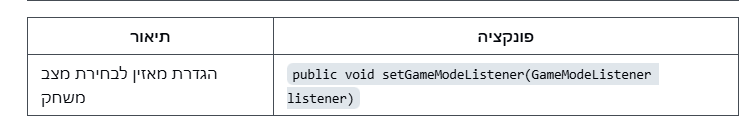 פונקציה
תיאור
public void setGameModeListener(GameModeListener
listener)
הגדרת מאזין לבחירת מצב
משחק